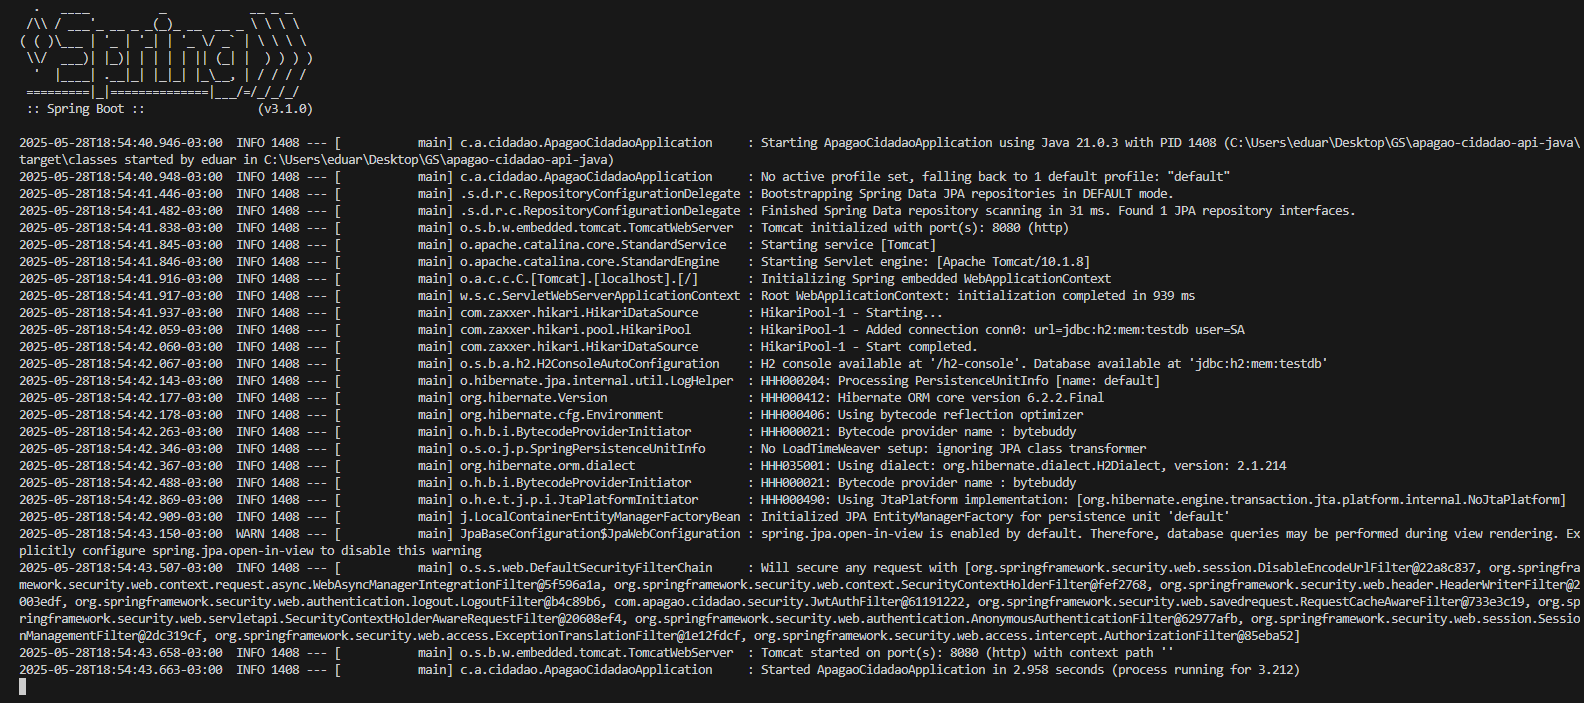 .   ____          _            __ _ _
 /\\ / ___'_ __ _ _(_)_ __  __ _ \ \ \ \
( ( )\___ | '_ | '_| | '_ \/ _` | \ \ \ \
 \\/  ___)| |_)| | | | | || (_| |  ) ) ) )
  '  |____| .__|_| |_|_| |_\__, | / / / /
 =========|_|==============|___/=/_/_/_/
 :: Spring Boot ::                (v3.1.0)

2025-05-28T18:54:40.946-03:00  INFO 1408 --- [           main] c.a.cidadao.ApagaoCidadaoApplication     : Starting ApagaoCidadaoApplication using Java 21.0.3 with PID 1408 (C:\Users\eduar\Desktop\GS\apagao-cidadao-api-java\
target\classes started by eduar in C:\Users\eduar\Desktop\GS\apagao-cidadao-api-java)
2025-05-28T18:54:40.948-03:00  INFO 1408 --- [           main] c.a.cidadao.ApagaoCidadaoApplication     : No active profile set, falling back to 1 default profile: "default"
2025-05-28T18:54:41.446-03:00  INFO 1408 --- [           main] .s.d.r.c.RepositoryConfigurationDelegate : Bootstrapping Spring Data JPA repositories in DEFAULT mode.
2025-05-28T18:54:41.482-03:00  INFO 1408 --- [           main] .s.d.r.c.RepositoryConfigurationDelegate : Finished Spring Data repository scanning in 31 ms. Found 1 JPA repository interfaces.
2025-05-28T18:54:41.838-03:00  INFO 1408 --- [           main] o.s.b.w.embedded.tomcat.TomcatWebServer  : Tomcat initialized with port(s): 8080 (http)
2025-05-28T18:54:41.845-03:00  INFO 1408 --- [           main] o.apache.catalina.core.StandardService   : Starting service [Tomcat]
2025-05-28T18:54:41.846-03:00  INFO 1408 --- [           main] o.apache.catalina.core.StandardEngine    : Starting Servlet engine: [Apache Tomcat/10.1.8]
2025-05-28T18:54:41.916-03:00  INFO 1408 --- [           main] o.a.c.c.C.[Tomcat].[localhost].[/]       : Initializing Spring embedded WebApplicationContext
2025-05-28T18:54:41.917-03:00  INFO 1408 --- [           main] w.s.c.ServletWebServerApplicationContext : Root WebApplicationContext: initialization completed in 939 ms
2025-05-28T18:54:41.937-03:00  INFO 1408 --- [           main] com.zaxxer.hikari.HikariDataSource       : HikariPool-1 - Starting...
2025-05-28T18:54:42.059-03:00  INFO 1408 --- [           main] com.zaxxer.hikari.pool.HikariPool        : HikariPool-1 - Added connection conn0: url=jdbc:h2:mem:testdb user=SA
2025-05-28T18:54:42.060-03:00  INFO 1408 --- [           main] com.zaxxer.hikari.HikariDataSource       : HikariPool-1 - Start completed.
2025-05-28T18:54:42.067-03:00  INFO 1408 --- [           main] o.s.b.a.h2.H2ConsoleAutoConfiguration    : H2 console available at '/h2-console'. Database available at 'jdbc:h2:mem:testdb'
2025-05-28T18:54:42.143-03:00  INFO 1408 --- [           main] o.hibernate.jpa.internal.util.LogHelper  : HHH000204: Processing PersistenceUnitInfo [name: default]
2025-05-28T18:54:42.177-03:00  INFO 1408 --- [           main] org.hibernate.Version                    : HHH000412: Hibernate ORM core version 6.2.2.Final
2025-05-28T18:54:42.178-03:00  INFO 1408 --- [           main] org.hibernate.cfg.Environment            : HHH000406: Using bytecode reflection optimizer
2025-05-28T18:54:42.263-03:00  INFO 1408 --- [           main] o.h.b.i.BytecodeProviderInitiator        : HHH000021: Bytecode provider name : bytebuddy
2025-05-28T18:54:42.346-03:00  INFO 1408 --- [           main] o.s.o.j.p.SpringPersistenceUnitInfo      : No LoadTimeWeaver setup: ignoring JPA class transformer
2025-05-28T18:54:42.367-03:00  INFO 1408 --- [           main] org.hibernate.orm.dialect                : HHH035001: Using dialect: org.hibernate.dialect.H2Dialect, version: 2.1.214
2025-05-28T18:54:42.488-03:00  INFO 1408 --- [           main] o.h.b.i.BytecodeProviderInitiator        : HHH000021: Bytecode provider name : bytebuddy
2025-05-28T18:54:42.869-03:00  INFO 1408 --- [           main] o.h.e.t.j.p.i.JtaPlatformInitiator       : HHH000490: Using JtaPlatform implementation: [org.hibernate.engine.transaction.jta.platform.internal.NoJtaPlatform]
2025-05-28T18:54:42.909-03:00  INFO 1408 --- [           main] j.LocalContainerEntityManagerFactoryBean : Initialized JPA EntityManagerFactory for persistence unit 'default'
2025-05-28T18:54:43.150-03:00  WARN 1408 --- [           main] JpaBaseConfiguration$JpaWebConfiguration : spring.jpa.open-in-view is enabled by default. Therefore, database queries may be performed during view rendering. Ex
plicitly configure spring.jpa.open-in-view to disable this warning
2025-05-28T18:54:43.507-03:00  INFO 1408 --- [           main] o.s.s.web.DefaultSecurityFilterChain     : Will secure any request with [org.springframework.security.web.session.DisableEncodeUrlFilter@22a8c837, org.springfra
mework.security.web.context.request.async.WebAsyncManagerIntegrationFilter@5f596a1a, org.springframework.security.web.context.SecurityContextHolderFilter@fef2768, org.springframework.security.web.header.HeaderWriterFilter@2
003edf, org.springframework.security.web.authentication.logout.LogoutFilter@b4c89b6, com.apagao.cidadao.security.JwtAuthFilter@61191222, org.springframework.security.web.savedrequest.RequestCacheAwareFilter@733e3c19, org.sp
ringframework.security.web.servletapi.SecurityContextHolderAwareRequestFilter@20608ef4, org.springframework.security.web.authentication.AnonymousAuthenticationFilter@62977afb, org.springframework.security.web.session.Sessio
nManagementFilter@2dc319cf, org.springframework.security.web.access.ExceptionTranslationFilter@1e12fdcf, org.springframework.security.web.access.intercept.AuthorizationFilter@85eba52]
2025-05-28T18:54:43.658-03:00  INFO 1408 --- [           main] o.s.b.w.embedded.tomcat.TomcatWebServer  : Tomcat started on port(s): 8080 (http) with context path ''
2025-05-28T18:54:43.663-03:00  INFO 1408 --- [           main] c.a.cidadao.ApagaoCidadaoApplication     : Started ApagaoCidadaoApplication in 2.958 seconds (process running for 3.212)